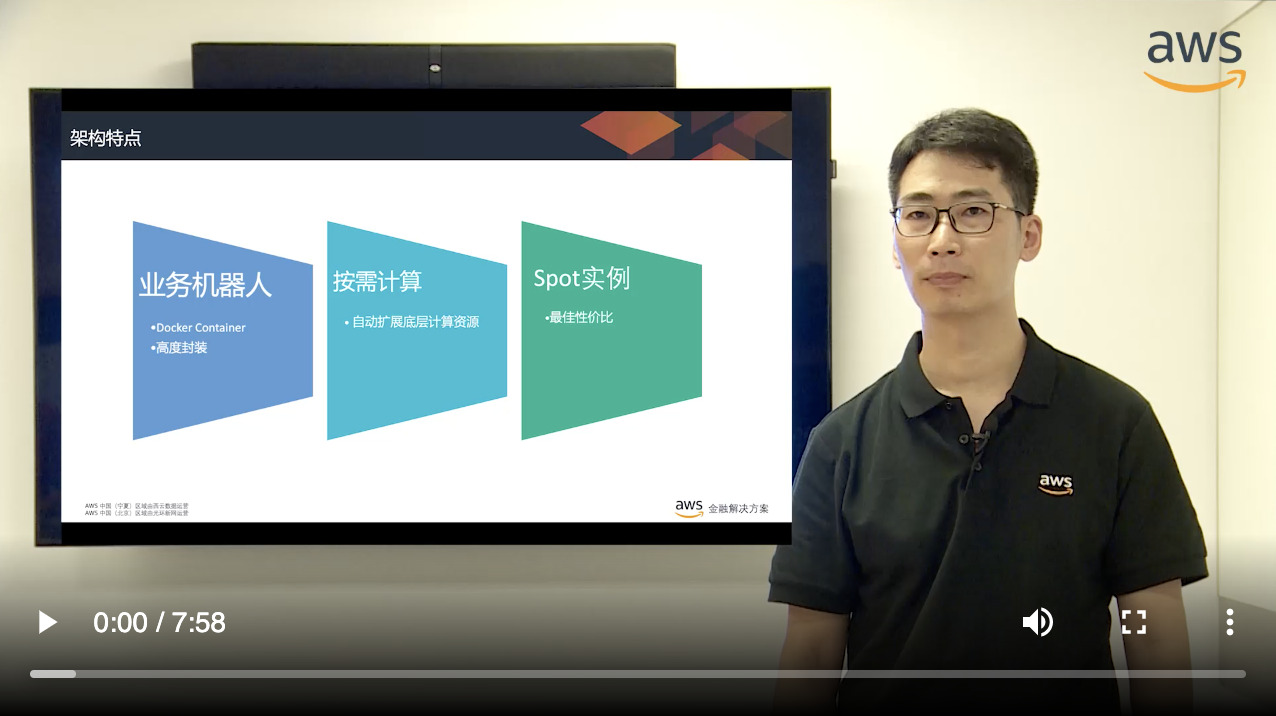 aws
架构特点
业务机器人
•Docker Container
•高度封装
按需计算
• 自动扩展底层计算资源
Spot实例
•最佳性价比
AWS 中国（宁夏）区域由西云数据运营
AWS 中国（北京）区域由光环新网运营
aws 金融解决方案
aws
0:00 / 7:58